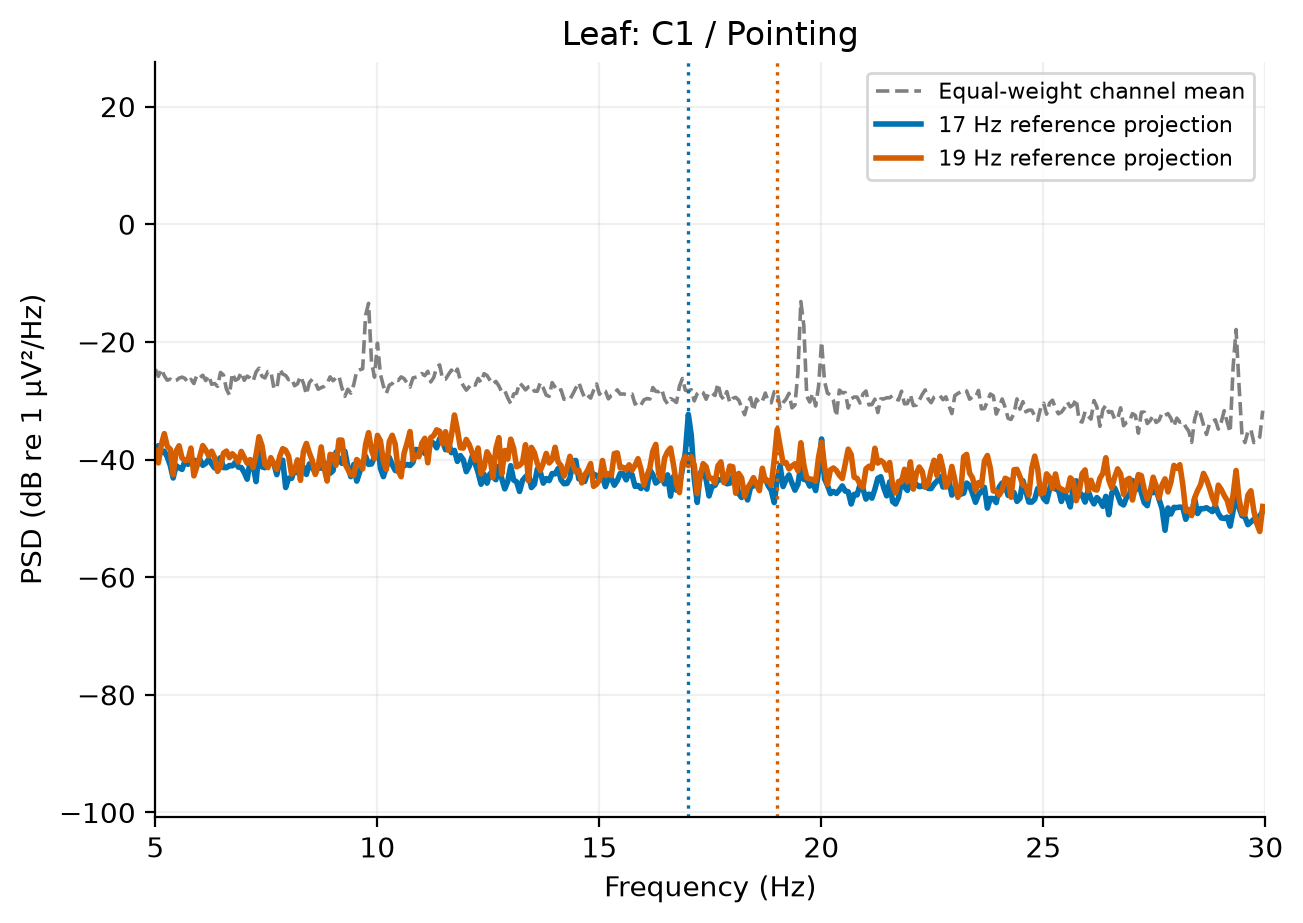 Leaf: C1 / Pointing
Equal-weight channel mean
17 Hz reference projection
19 Hz reference projection
PSD (dB re 1 µV²/Hz)
20
0
−20
−40
−60
−80
−100
5
10
15
20
25
30
Frequency (Hz)